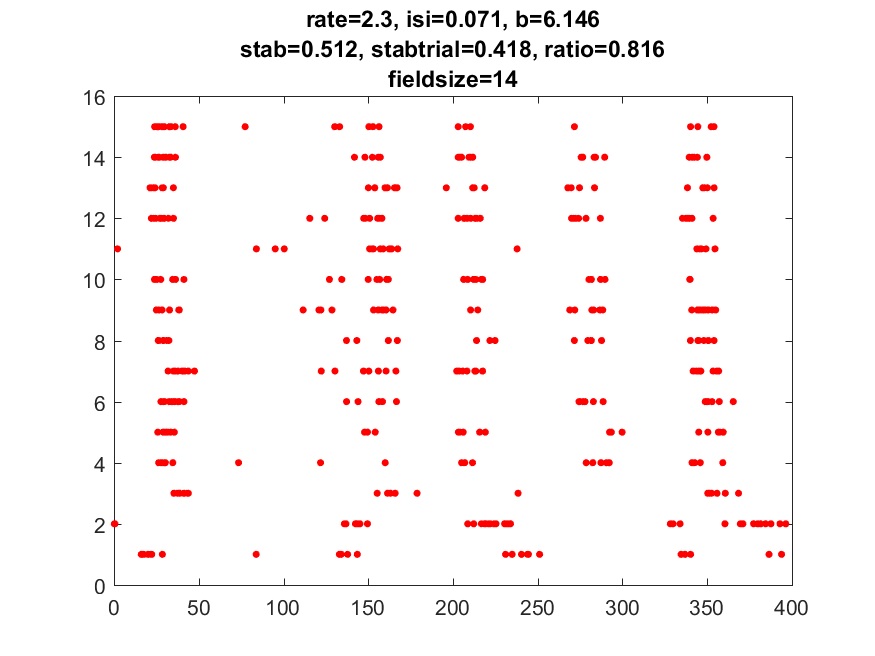 rate=2.3, isi=0.071, b=6.146
stab=0.512, stabtrial=0.418, ratio=0.816
fieldsize=14
16
14
12
10
8
6
4
2
0
0 50 100 150 200 250 300 350 400